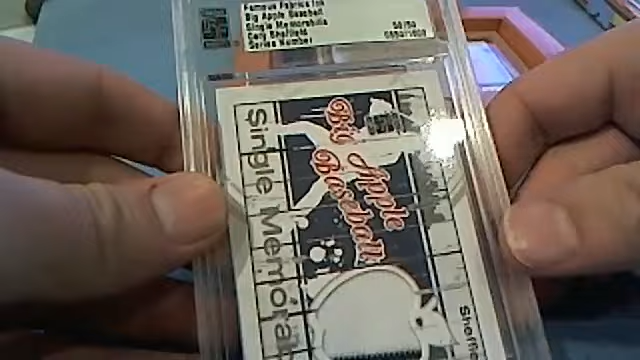 Famous Fabrics Ink
Big Apple Baseball
Single Memorabilia
Gary Sheffield
Series Number
50/50
Big Apple
Baseball
Single Memorab
Sheffie